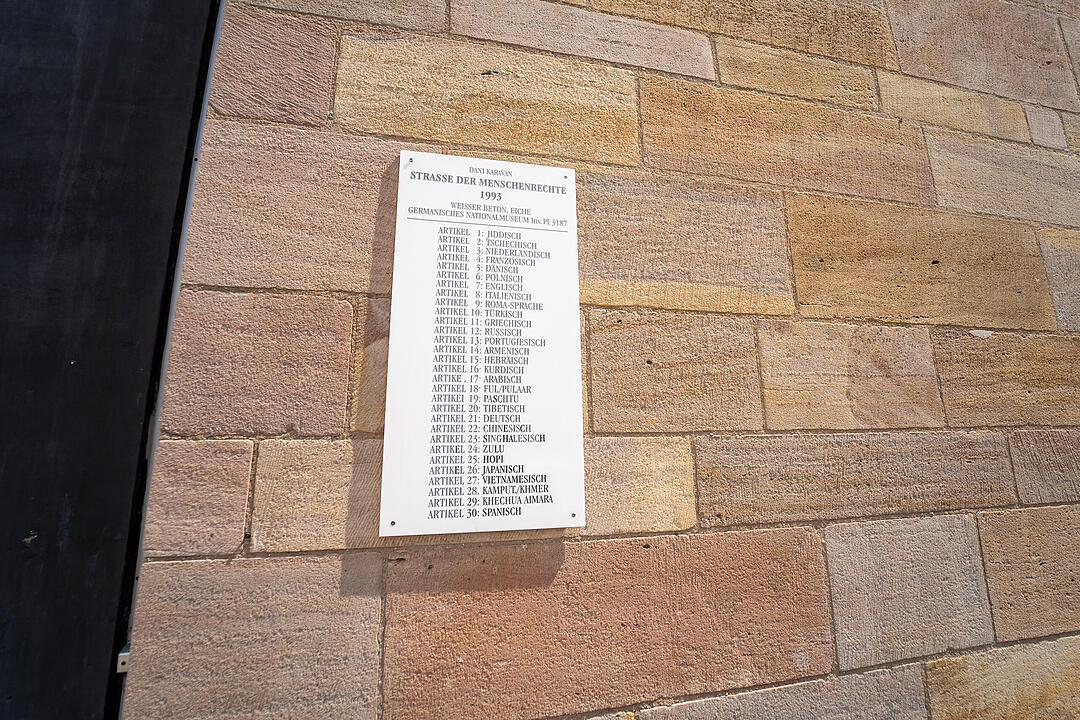 DANI KARAVAN
STRASSE DER MENSCHENRECHTE
1993
WEISSER BETON, EICHE
GERMANISCHES NATIONALMUSEUM Inv. Pl. 3187
ARTIKEL 1: JIDDISCH
ARTIKEL 2: TSCHECHISCH
ARTIKEL 3: NIEDERLÄNDISCH
ARTIKEL 4: FRANZÖSISCH
ARTIKEL 5: DÄNISCH
ARTIKEL 6: POLNISCH
ARTIKEL 7: ENGLISCH
ARTIKEL 8: ITALIENISCH
ARTIKEL 9: ROMA-SPRACHE
ARTIKEL 10: TÜRKISCH
ARTIKEL 11: GRIECHISCH
ARTIKEL 12: RUSSISCH
ARTIKEL 13: PORTUGIESISCH
ARTIKEL 14: ARMENISCH
ARTIKEL 15: HEBRÄISCH
ARTIKEL 16: KURDISCH
ARTIKE. 17: ARABISCH
ARTIKEL 18: FUL/PULAAR
ARTIKEL 19: PASCHTU
ARTIKEL 20: TIBETISCH
ARTIKEL 21: DEUTSCH
ARTIKEL 22: CHINESISCH
ARTIKEL 23: SINGHALESISCH
ARTIKEL 24: ZULU
ARTIKEL 25: HOPI
ARTIKEL 26: JAPANISCH
ARTIKEL 27: VIETNAMESISCH
ARTIKEL 28. KAMPUT./KHMER
ARTIKEL 29: KHECHUA AIMARA
ARTIKEL 30: SPANISCH